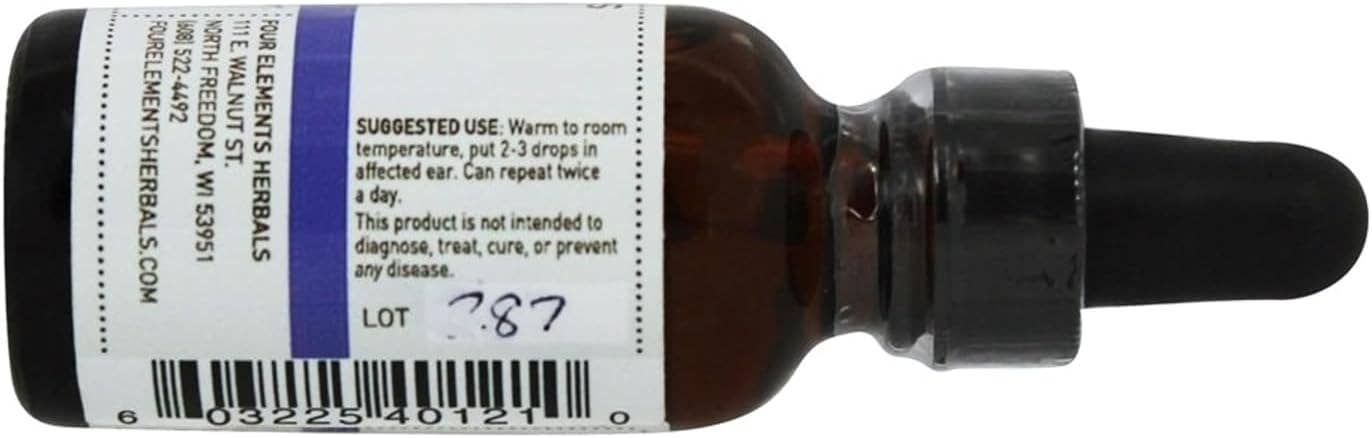 SUGGESTED USE: Warm to room
temperature, put 2-3 drops in
affected ear. Can repeat twice
a day.
This product is not intended to
diagnose, treat, cure, or prevent
any disease.
LOT
FOUR ELEMENTS HERBALS
111 E. WALNUT ST.
NORTH FREEDOM, WI 53951
(608) 522-4492
FOURELEMENTSHERBALS.COM
6 03225 40121 0